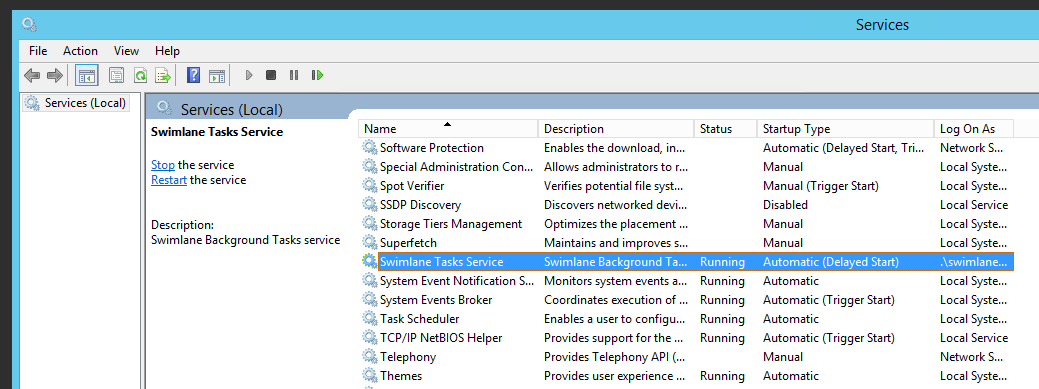 Services
File Action View Help
Services (Local)
Services (Local)
Swimlane Tasks Service
Stop the service
Restart the service
Description:
Swimlane Background Tasks service
Name Description Status Startup Type Log On As
Software Protection Enables the download, in... Automatic (Delayed Start, Tri... Network S...
Special Administration Con... Allows administrators to r... Manual Local Syste...
Spot Verifier Verifies potential file syst... Manual (Trigger Start) Local Syste...
SSDP Discovery Discovers networked devi... Disabled Local Service
Storage Tiers Management Optimizes the placement ... Manual Local Syste...
Superfetch Maintains and improves s... Manual Local Syste...
Swimlane Tasks Service Swimlane Background Ta... Running Automatic (Delayed Start) .\swimlane...
System Event Notification S... Monitors system events a... Running Automatic Local Syste...
System Events Broker Coordinates execution of ... Running Automatic (Trigger Start) Local Syste...
Task Scheduler Enables a user to configu... Running Automatic Local Syste...
TCP/IP NetBIOS Helper Provides support for the ... Running Automatic (Trigger Start) Local Service
Telephony Provides Telephony API (... Manual Network S...
Themes Provides user experience ... Running Automatic Local Syste...